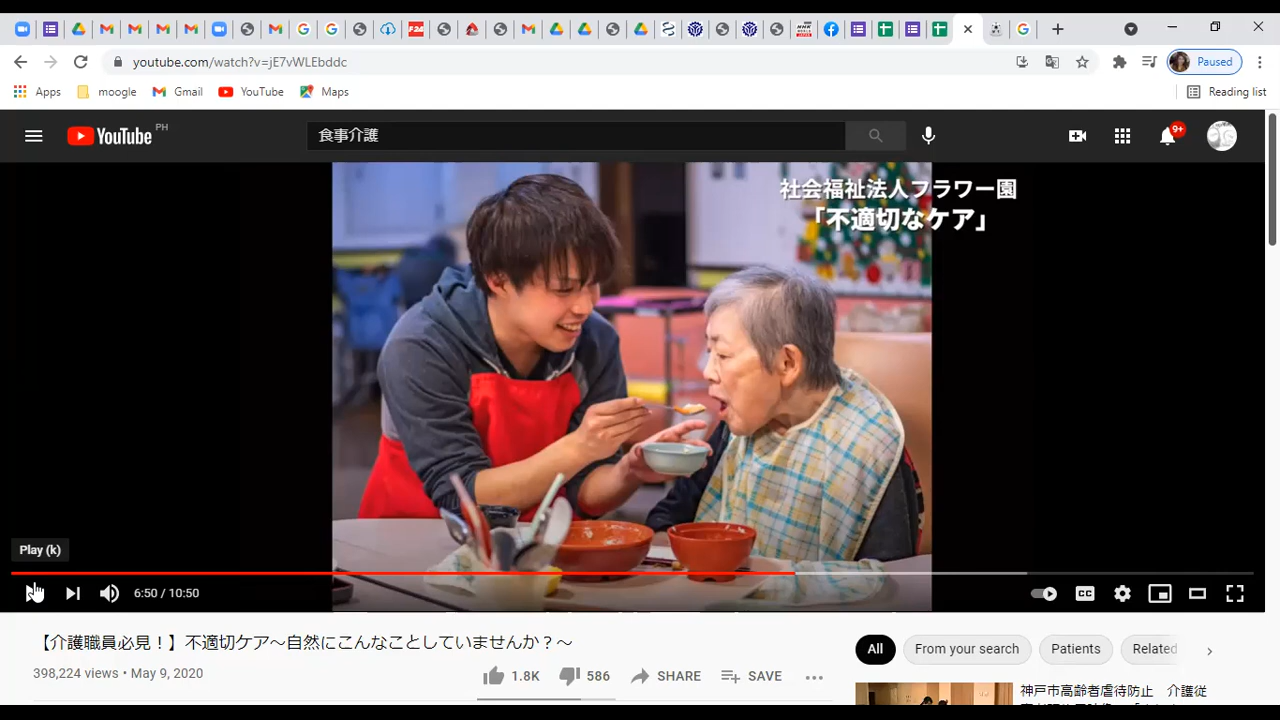 Paused
youtube.com/watch?v=jE7vWLEbddc
Apps
moogle
Gmail
YouTube
Maps
Reading list
YouTube PH
食事介護
9+
社会福祉法人フラワー園
「不適切なケア」
Play (k)
6:50 / 10:50
CC
【介護職員必見！】不適切ケア～自然にこんなことしていませんか？～
398,224 views • May 9, 2020
1.8K
586
SHARE
SAVE
All
From your search
Patients
Related
神戸市高齢者虐待防止　介護従